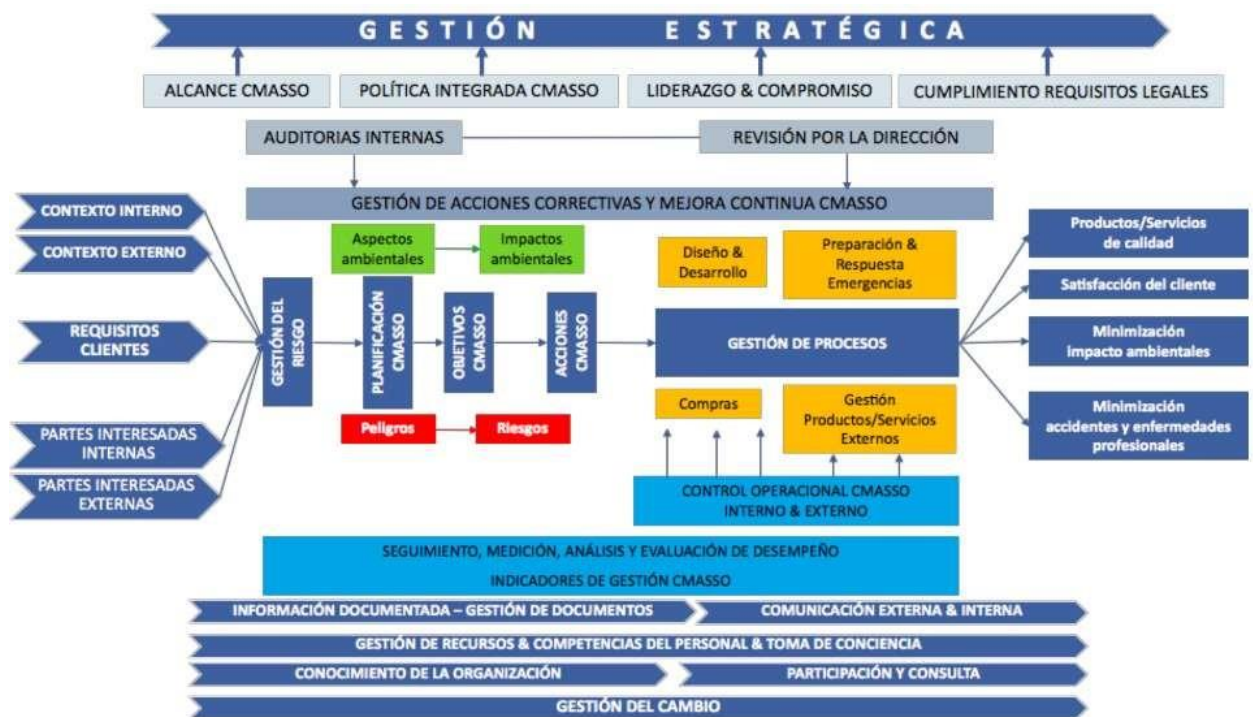 GESTIÓN ESTRATÉGICA
ALCANCE CMASSO
POLÍTICA INTEGRADA CMASSO
LIDERAZGO & COMPROMISO
CUMPLIMIENTO REQUISITOS LEGALES
AUDITORIAS INTERNAS
REVISIÓN POR LA DIRECCIÓN
GESTIÓN DE ACCIONES CORRECTIVAS Y MEJORA CONTINUA CMASSO
CONTEXTO INTERNO
CONTEXTO EXTERNO
REQUISITOS
CLIENTES
PARTES INTERESADAS
INTERNAS
PARTES INTERESADAS
EXTERNAS
Aspectos
ambientales
Impactos
ambientales
GESTIÓN DEL
RIESGO
PLANIFICACIÓN
CMASSO
OBJETIVOS
CMASSO
ACCIONES
CMASSO
Peligros
Riesgos
Diseño &
Desarrollo
Preparación &
Respuesta
Emergencias
GESTIÓN DE PROCESOS
Compras
Gestión
Productos/Servicios
Externos
CONTROL OPERACIONAL CMASSO
INTERNO & EXTERNO
Productos/Servicios
de calidad
Satisfacción del cliente
Minimización
impacto ambientales
Minimización
accidentes y enfermedades
profesionales
SEGUIMIENTO, MEDICIÓN, ANÁLISIS Y EVALUACIÓN DE DESEMPEÑO
INDICADORES DE GESTIÓN CMASSO
INFORMACIÓN DOCUMENTADA – GESTIÓN DE DOCUMENTOS
COMUNICACIÓN EXTERNA & INTERNA
GESTIÓN DE RECURSOS & COMPETENCIAS DEL PERSONAL & TOMA DE CONCIENCIA
CONOCIMIENTO DE LA ORGANIZACIÓN
PARTICIPACIÓN Y CONSULTA
GESTIÓN DEL CAMBIO